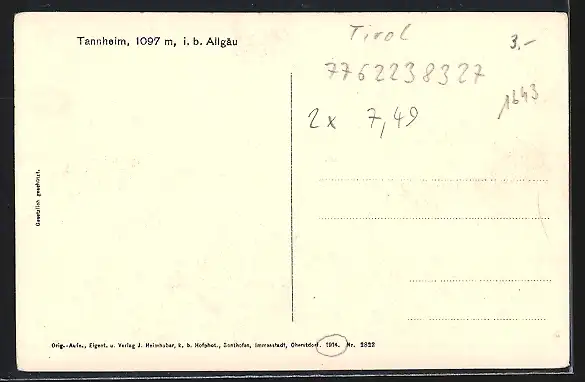 Tannheim, 1097 m, i. b. Allgäu
Tirol
3.-
7762238327
1643
2x 7,49
Gesetzlich geschützt.
Orig.-Aufn., Eigent. u. Verlag J. Heimhuber, k. b. Hofphot., Sonthofen, Immenstadt, Oberstdorf. 1914. Nr. 2822